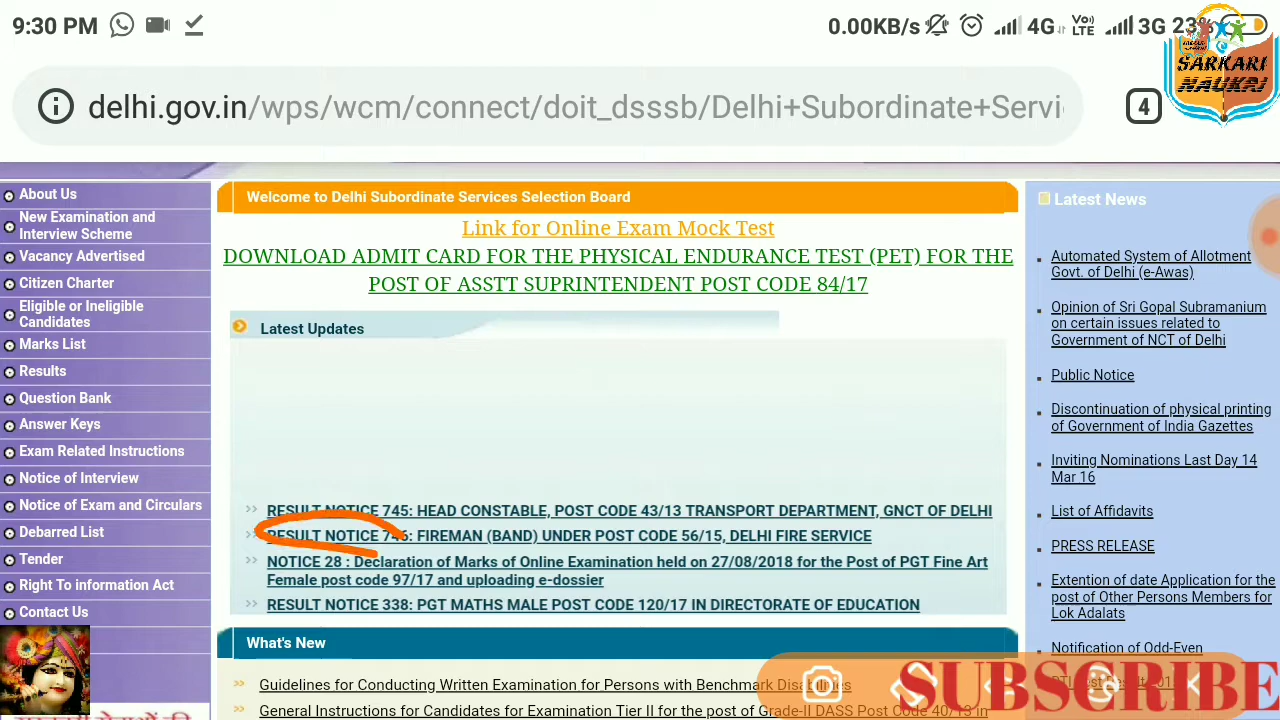 9:30 PM 0.00KB/s 4G Vo) LTE 3G 23%
SARKARI
NAUKRI
delhi.gov.in/wps/wcm/connect/doit_dsssb/Delhi+Subordinate+Servi
4
About Us
New Examination and
Interview Scheme
Vacancy Advertised
Citizen Charter
Eligible or Ineligible
Candidates
Marks List
Results
Question Bank
Answer Keys
Exam Related Instructions
Notice of Interview
Notice of Exam and Circulars
Debarred List
Tender
Right To information Act
Contact Us
Welcome to Delhi Subordinate Services Selection Board
Link for Online Exam Mock Test
DOWNLOAD ADMIT CARD FOR THE PHYSICAL ENDURANCE TEST (PET) FOR THE
POST OF ASSTT SUPRINTENDENT POST CODE 84/17
Latest Updates
RESULT NOTICE 745: HEAD CONSTABLE, POST CODE 43/13 TRANSPORT DEPARTMENT, GNCT OF DELHI
RESULT NOTICE 746: FIREMAN (BAND) UNDER POST CODE 56/15, DELHI FIRE SERVICE
NOTICE 28 : Declaration of Marks of Online Examination held on 27/08/2018 for the Post of PGT Fine Art
Female post code 97/17 and uploading e-dossier
RESULT NOTICE 338: PGT MATHS MALE POST CODE 120/17 IN DIRECTORATE OF EDUCATION
What's New
Guidelines for Conducting Written Examination for Persons with Benchmark Disabilities
General Instructions for Candidates for Examination Tier II for the post of Grade-II DASS Post Code 40/13 in
Latest News
Automated System of Allotment
Govt. of Delhi (e-Awas)
Opinion of Sri Gopal Subramanium
on certain issues related to
Government of NCT of Delhi
Public Notice
Discontinuation of physical printing
of Government of India Gazettes
Inviting Nominations Last Day 14
Mar 16
List of Affidavits
PRESS RELEASE
Extention of date Application for the
post of Other Persons Members for
Lok Adalats
Notification of Odd-Even
SUBSCRIBE